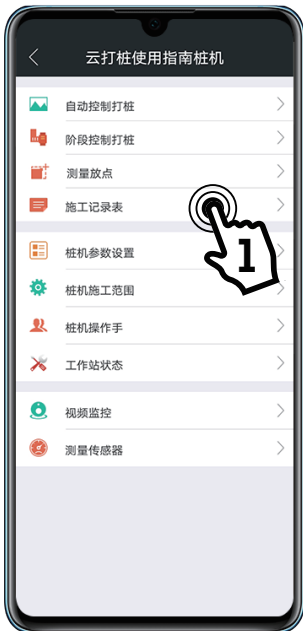 云打桩使用指南桩机
自动控制打桩
阶段控制打桩
测量放点
施工记录表
1
桩机参数设置
桩机施工范围
桩机操作手
工作站状态
视频监控
测量传感器